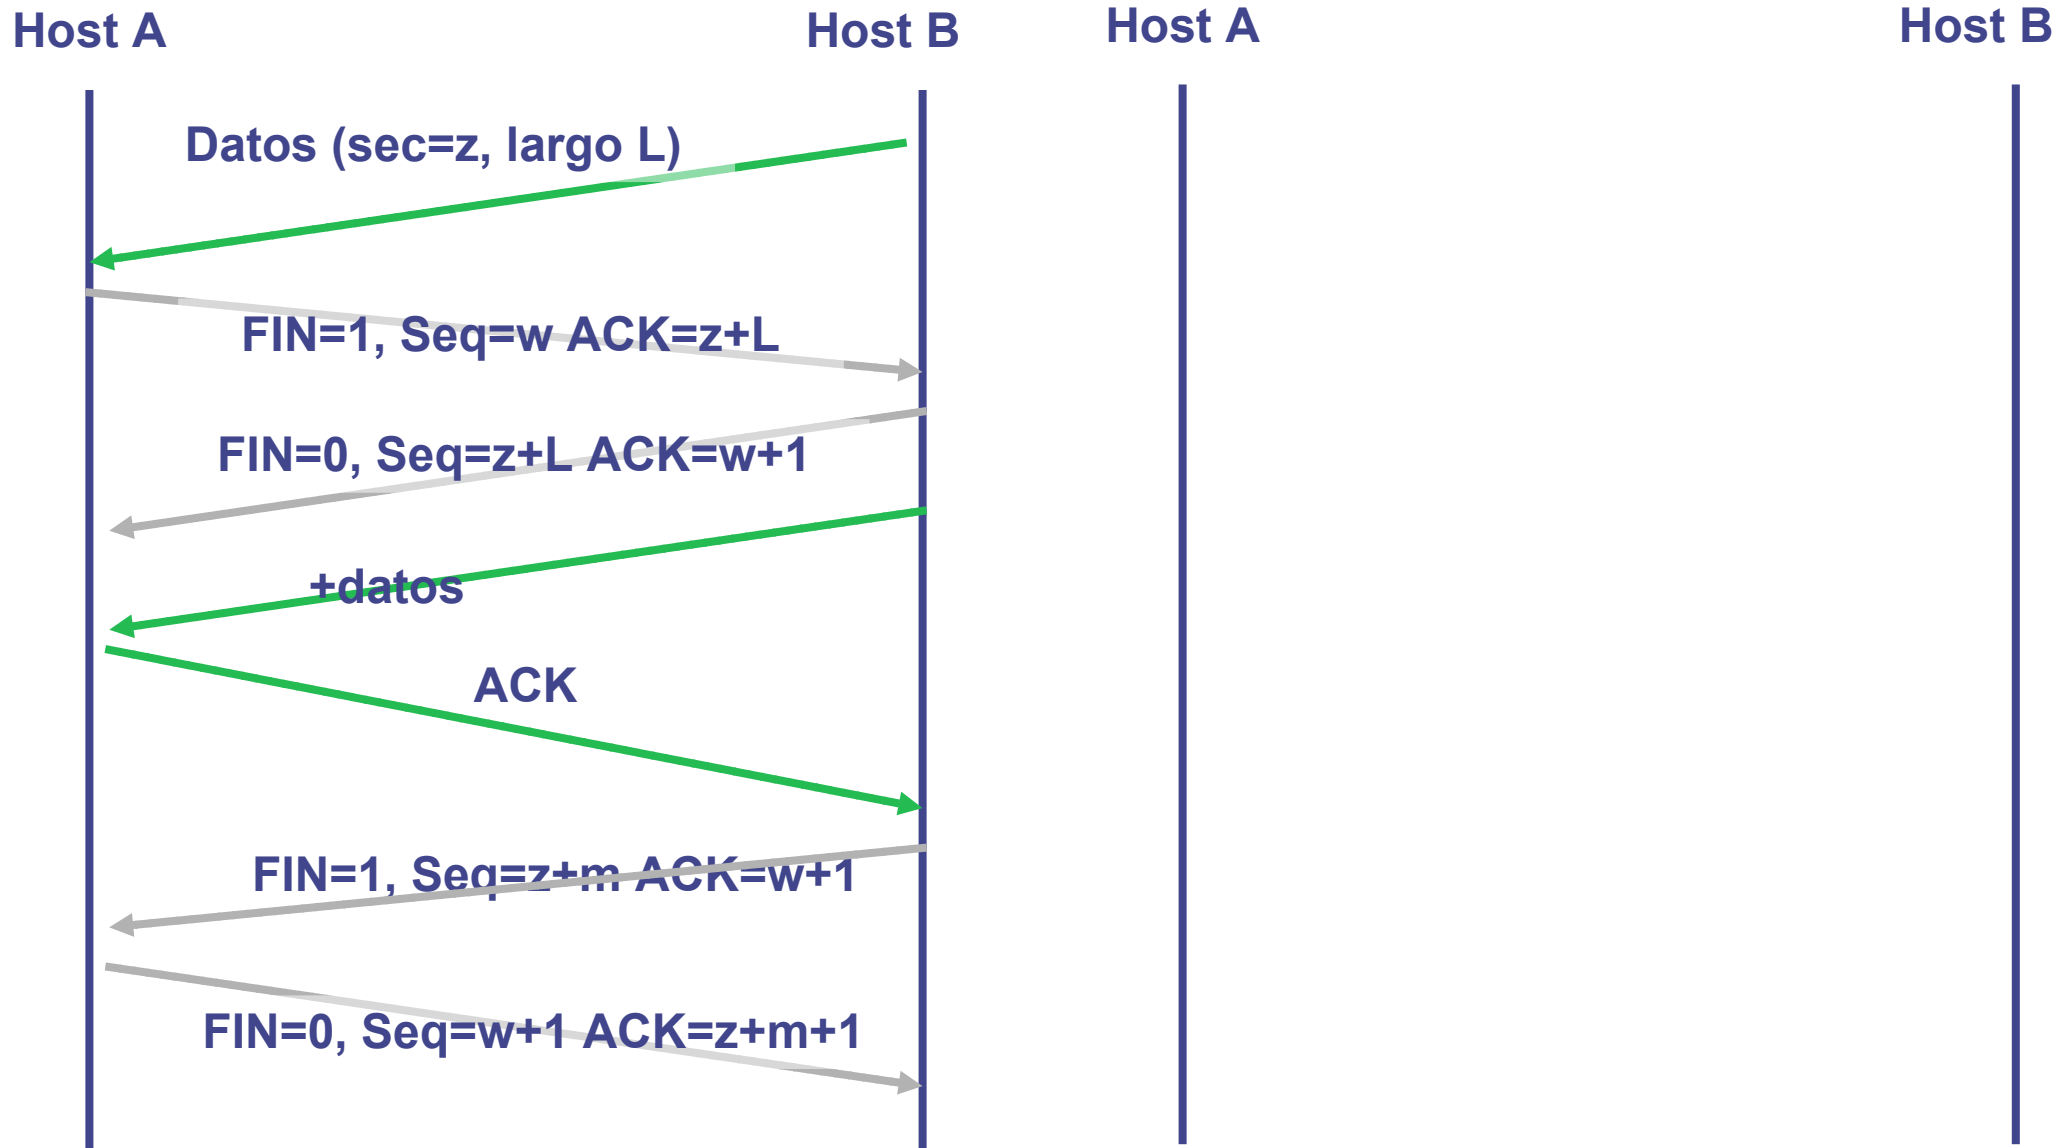 Host A
Host B
Host A
Host B
Datos (sec=z, largo L)
FIN=1, Seq=w ACK=z+L
FIN=0, Seq=z+L ACK=w+1
+datos
ACK
FIN=1, Seq=z+m ACK=w+1
FIN=0, Seq=w+1 ACK=z+m+1